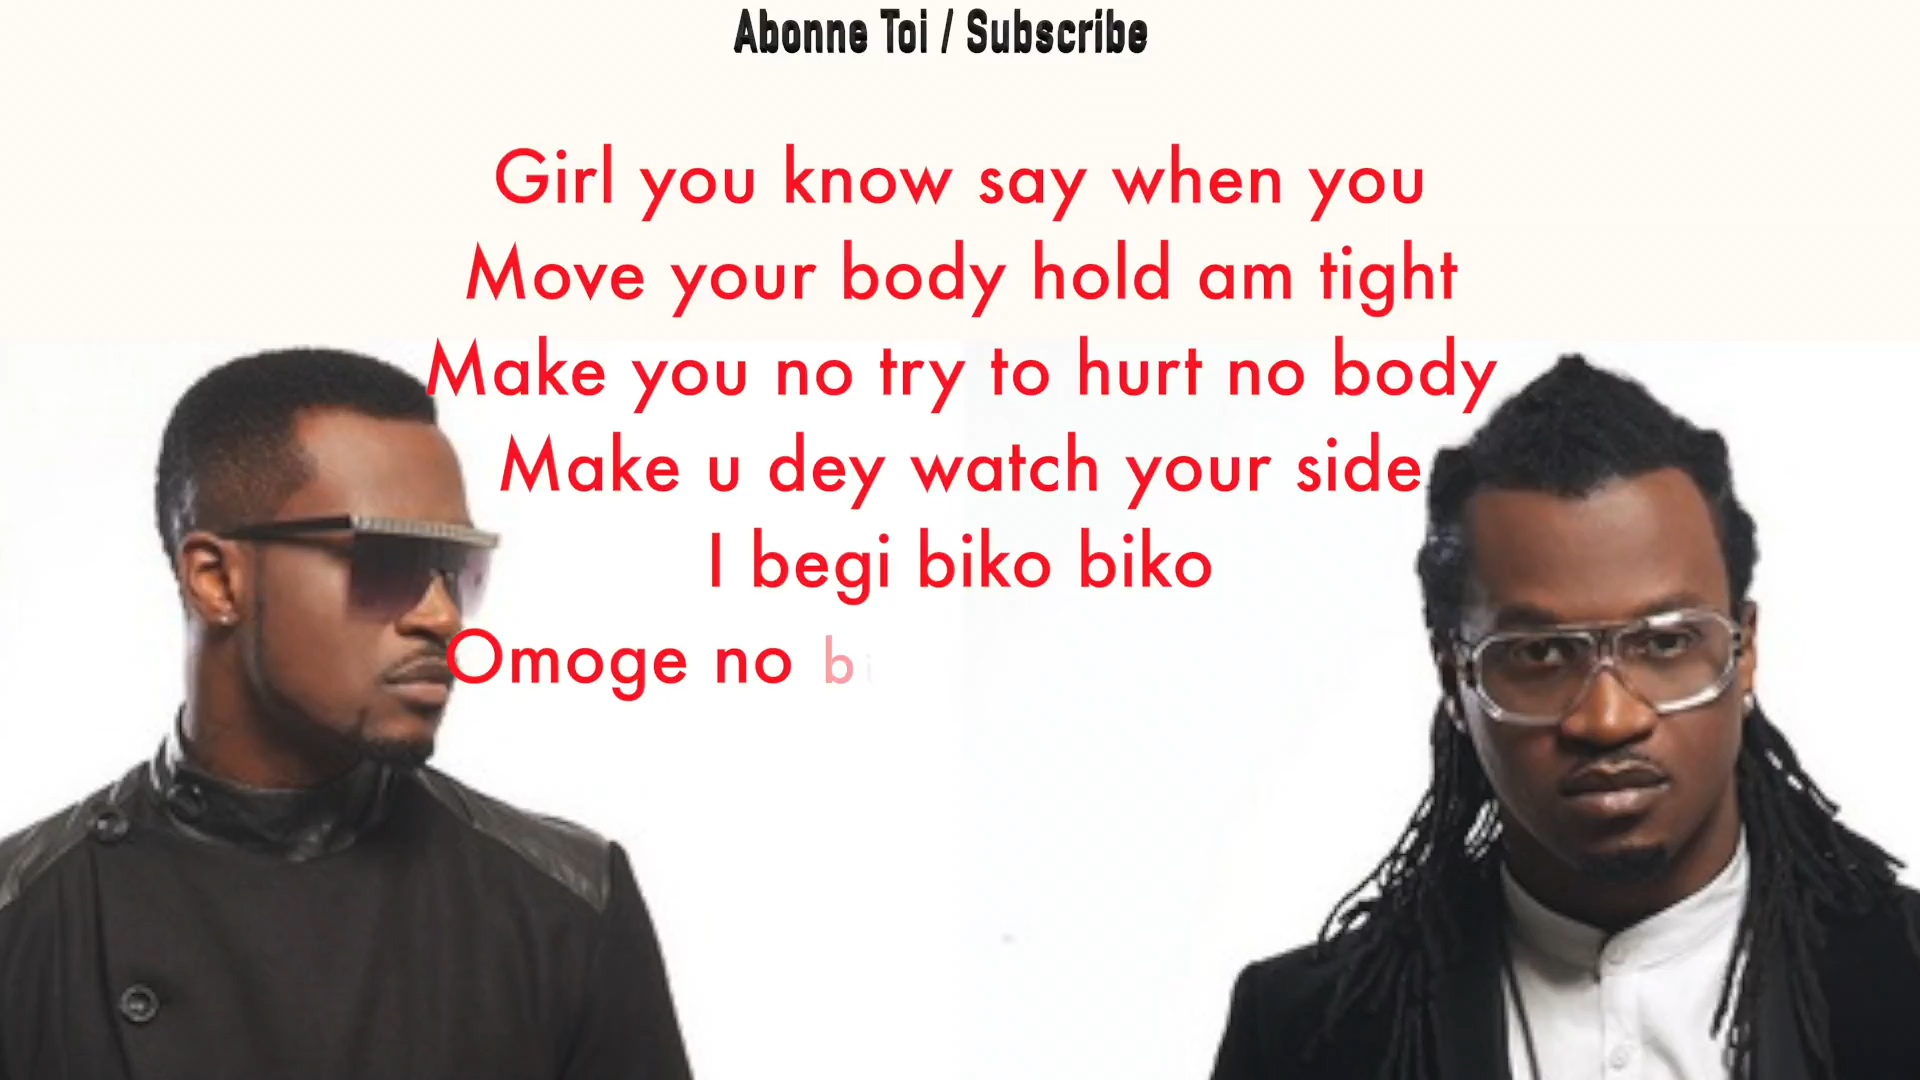 Abonne Toi / Subscribe
Girl you know say when you
Move your body hold am tight
Make you no try to hurt no body
Make u dey watch your side
I begi biko biko
Omoge no